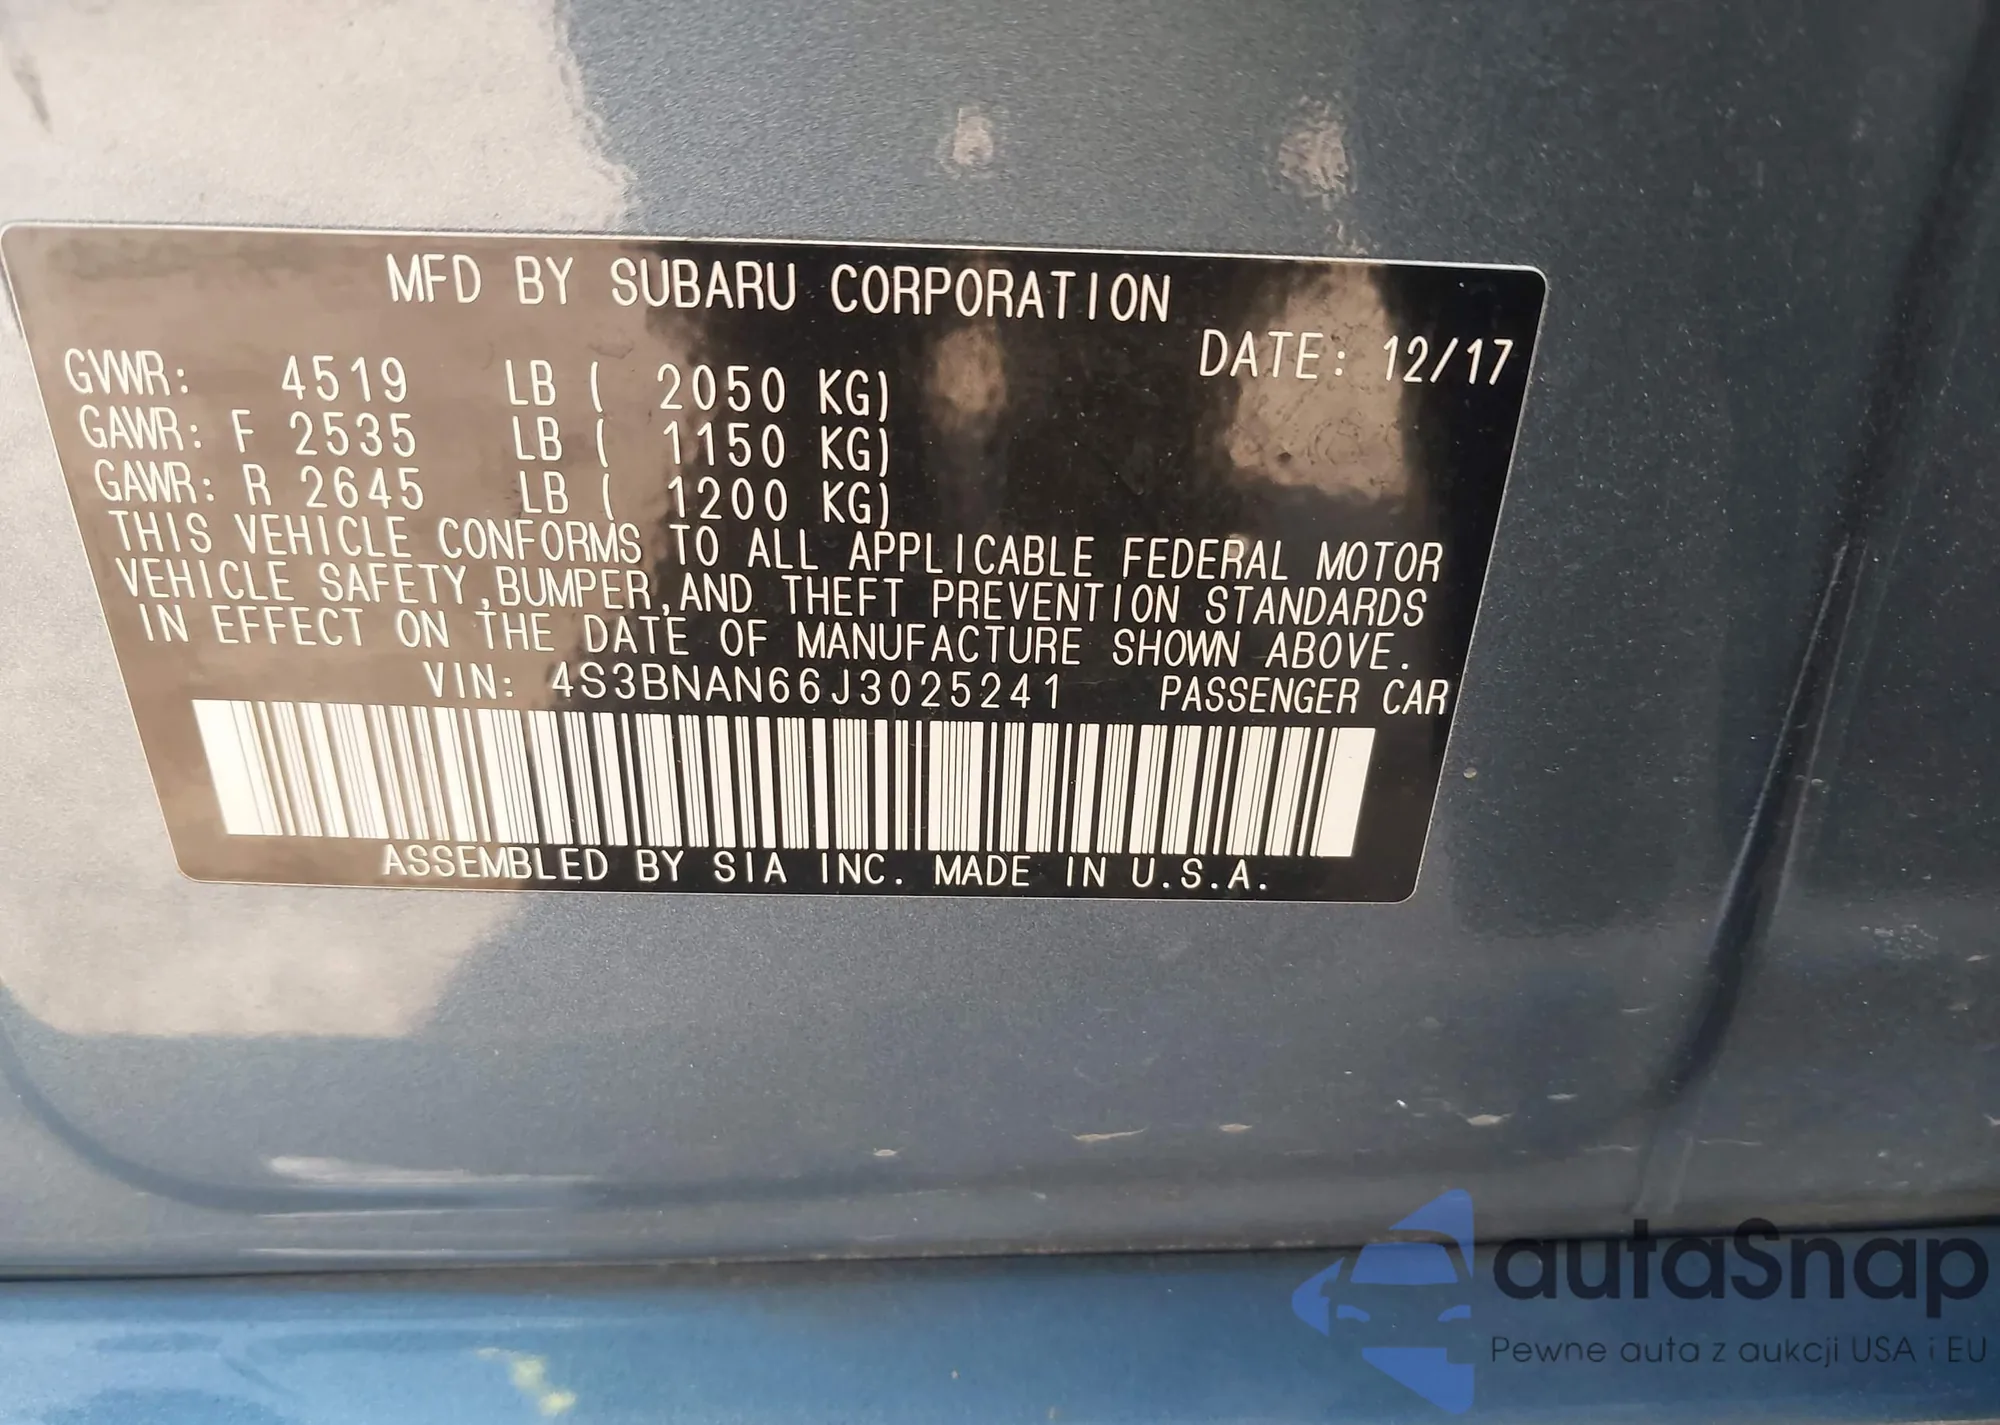 MFD BY SUBARU CORPORATION
DATE: 12/17
GVWR: 4519 LB ( 2050 KG)
GAWR: F 2535 LB ( 1150 KG)
GAWR: R 2645 LB ( 1200 KG)
THIS VEHICLE CONFORMS TO ALL APPLICABLE FEDERAL MOTOR
VEHICLE SAFETY,BUMPER,AND THEFT PREVENTION STANDARDS
IN EFFECT ON THE DATE OF MANUFACTURE SHOWN ABOVE.
VIN: 4S3BNAN66J3025241 PASSENGER CAR
ASSEMBLED BY SIA INC. MADE IN U.S.A.
autaSnap
Pewne auta z aukcji USA i EU